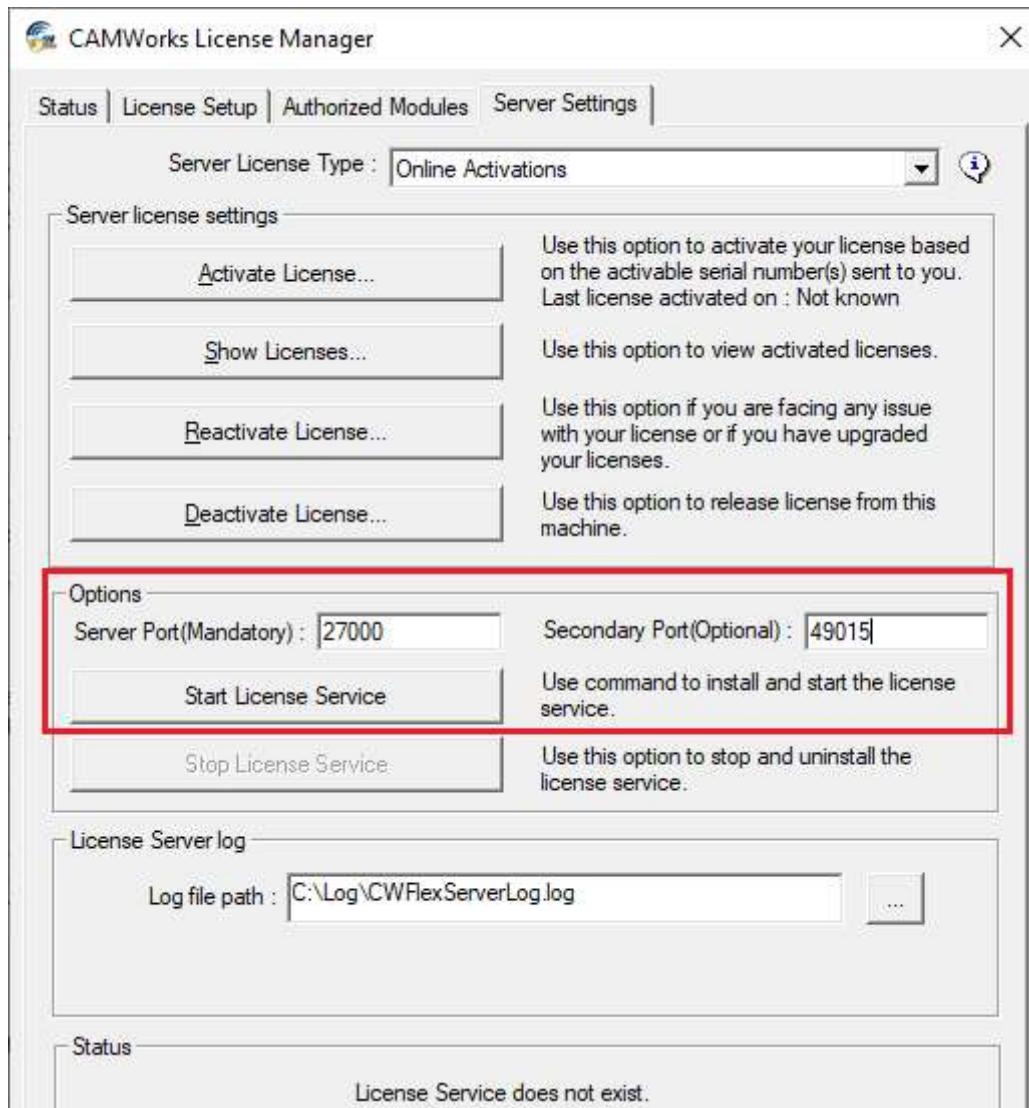 CAMWorks License Manager
Status License Setup Authorized Modules Server Settings
Server License Type : Online Activations
Server license settings
Activate License...
Use this option to activate your license based
on the activable serial number(s) sent to you.
Last license activated on : Not known
Show Licenses...
Use this option to view activated licenses.
Reactivate License...
Use this option if you are facing any issue
with your license or if you have upgraded
your licenses.
Deactivate License...
Use this option to release license from this
machine.
Options
Server Port(Mandatory) : 27000 Secondary Port(Optional) : 49015
Start License Service
Use command to install and start the license
service.
Stop License Service
Use this option to stop and uninstall the
license service.
License Server log
Log file path : C:\Log\CWFlexServerLog.log ...
Status
License Service does not exist.